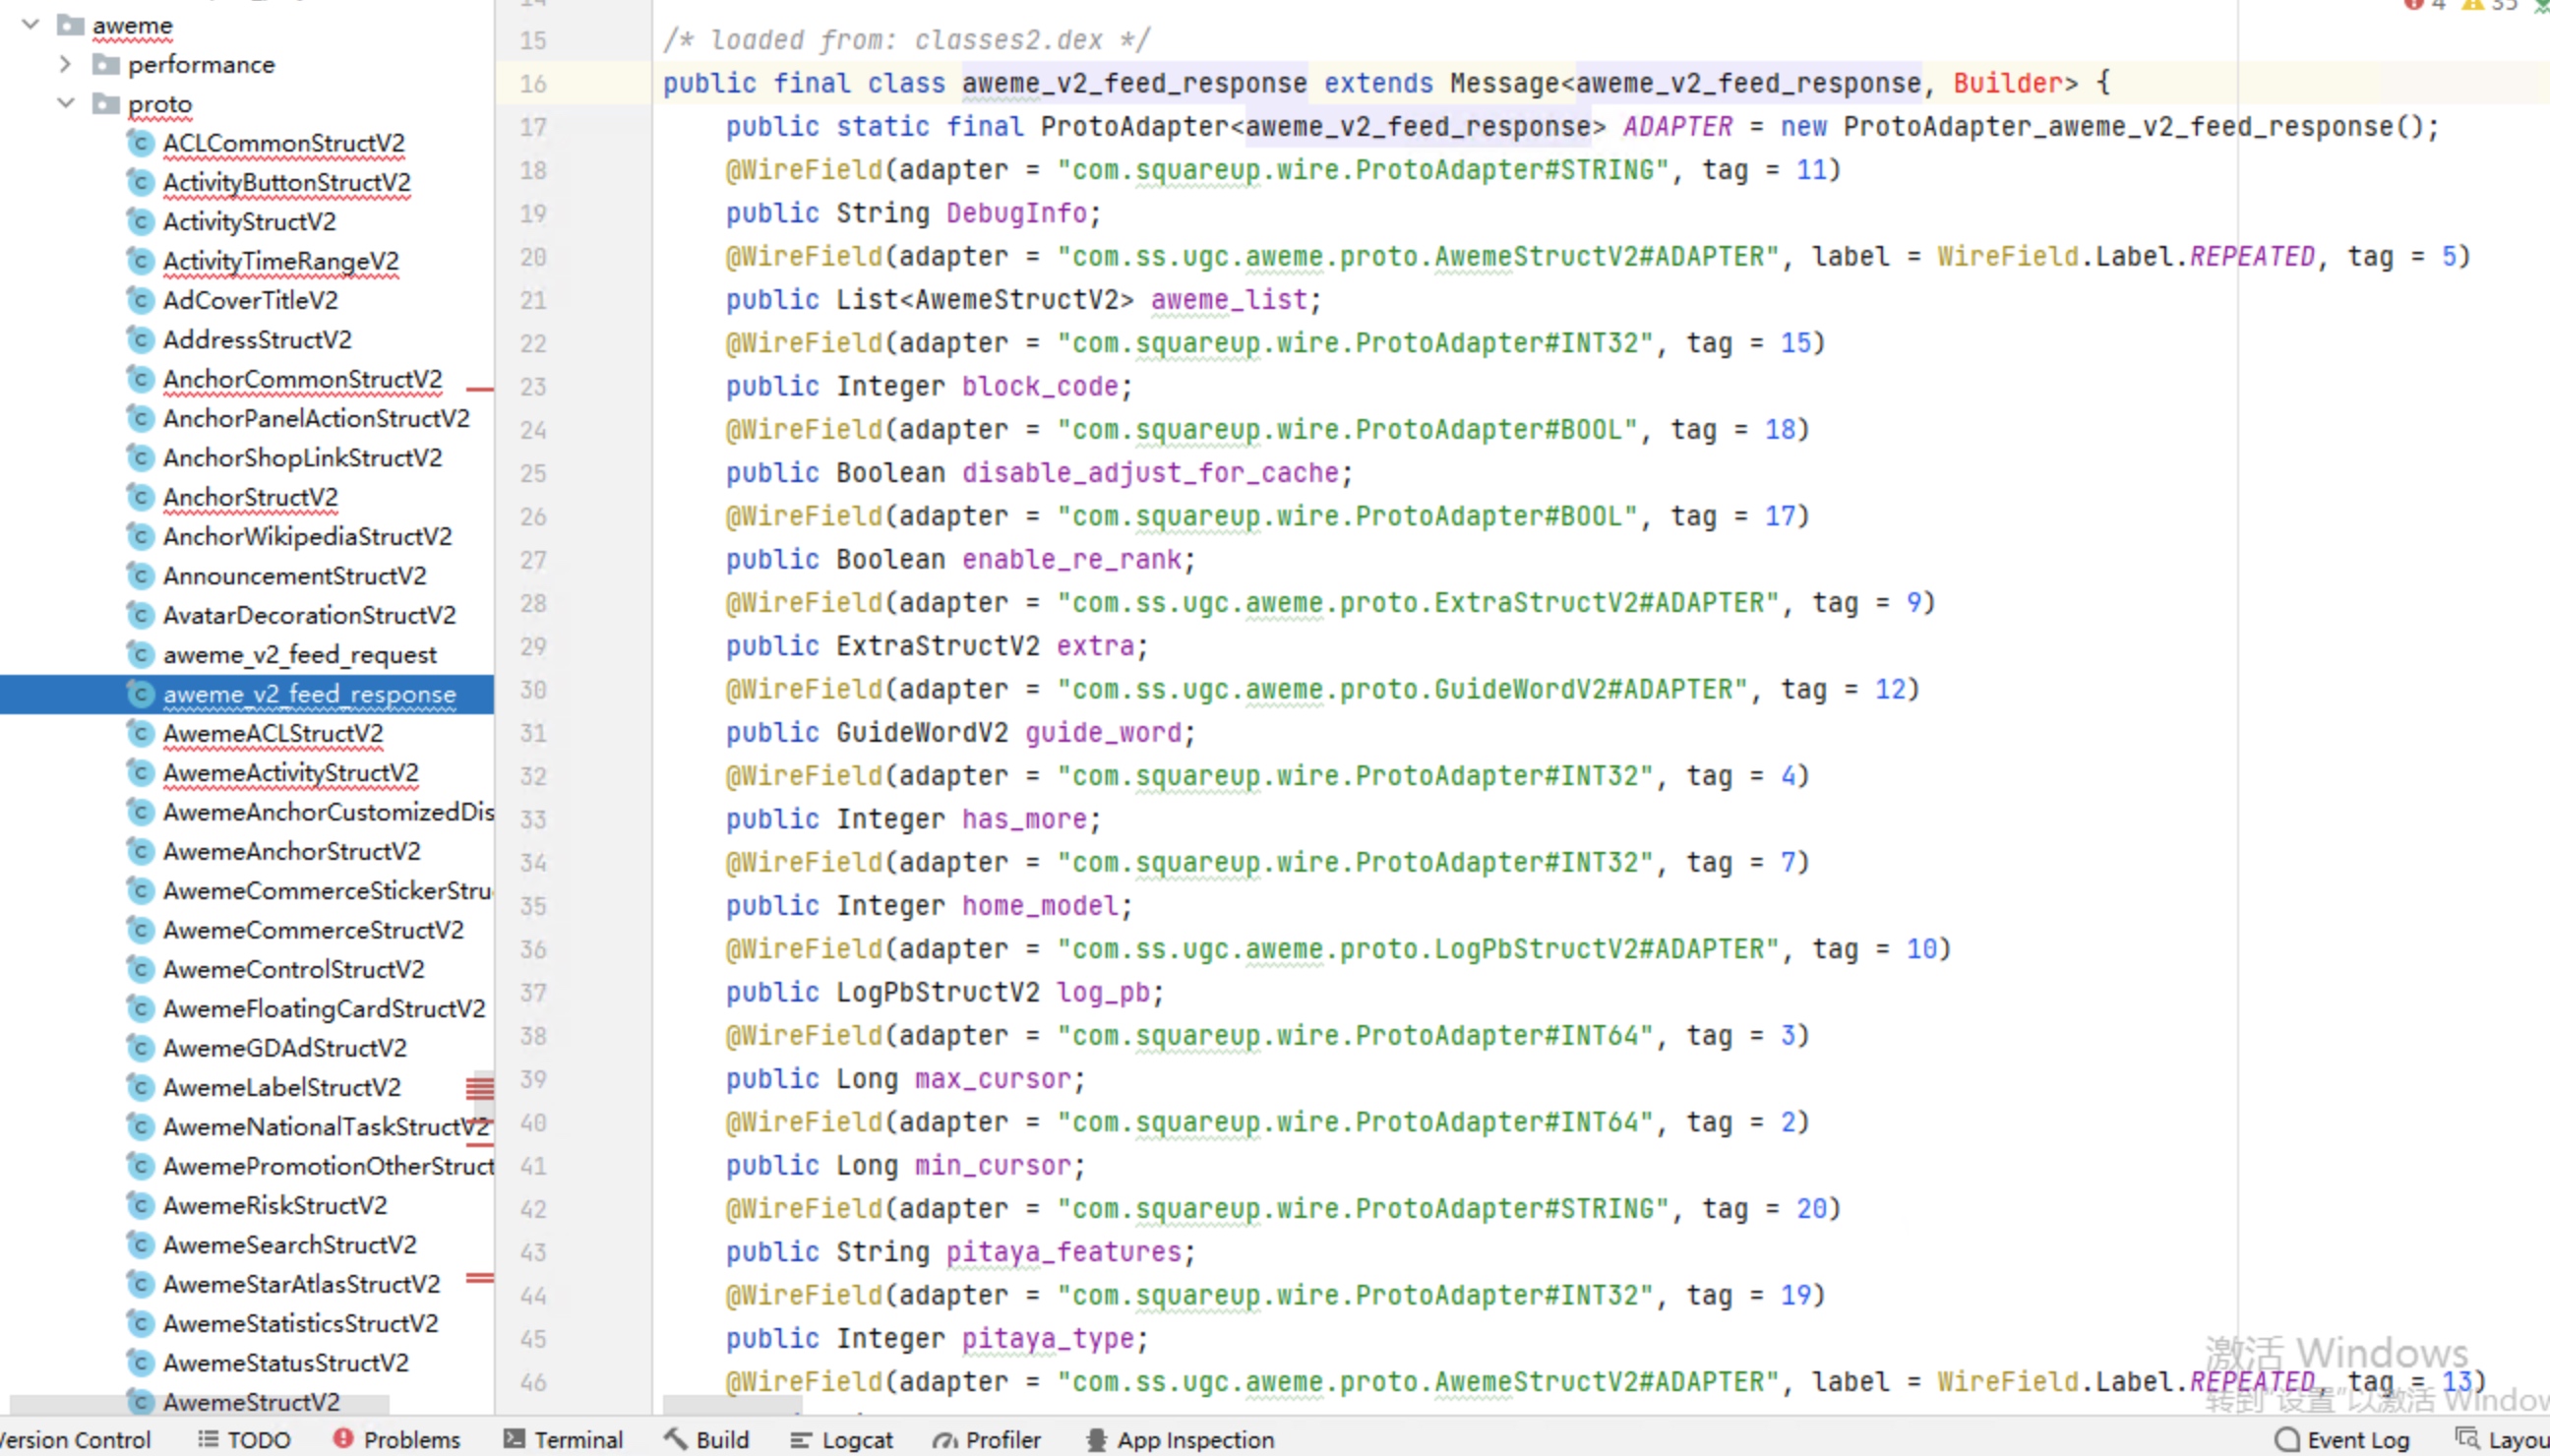 aweme
performance
proto
ACLCommonStructV2
ActivityButtonStructV2
ActivityStructV2
ActivityTimeRangeV2
AdCoverTitleV2
AddressStructV2
AnchorCommonStructV2
AnchorPanelActionStructV2
AnchorShopLinkStructV2
AnchorStructV2
AnchorWikipediaStructV2
AnnouncementStructV2
AvatarDecorationStructV2
aweme_v2_feed_request
aweme_v2_feed_response
AwemeACLStructV2
AwemeActivityStructV2
AwemeAnchorCustomizedDis
AwemeAnchorStructV2
AwemeCommerceStickerStru
AwemeCommerceStructV2
AwemeControlStructV2
AwemeFloatingCardStructV2
AwemeGDAdStructV2
AwemeLabelStructV2
AwemeNationalTaskStructV2
AwemePromotionOtherStruct
AwemeRiskStructV2
AwemeSearchStructV2
AwemeStarAtlasStructV2
AwemeStatisticsStructV2
AwemeStatusStructV2
AwemeStructV2
4 35
14
15 /* loaded from: classes2.dex */
16 public final class aweme_v2_feed_response extends Message<aweme_v2_feed_response, Builder> {
17 public static final ProtoAdapter<aweme_v2_feed_response> ADAPTER = new ProtoAdapter_aweme_v2_feed_response();
18 @WireField(adapter = "com.squareup.wire.ProtoAdapter#STRING", tag = 11)
19 public String DebugInfo;
20 @WireField(adapter = "com.ss.ugc.aweme.proto.AwemeStructV2#ADAPTER", label = WireField.Label.REPEATED, tag = 5)
21 public List<AwemeStructV2> aweme_list;
22 @WireField(adapter = "com.squareup.wire.ProtoAdapter#INT32", tag = 15)
23 public Integer block_code;
24 @WireField(adapter = "com.squareup.wire.ProtoAdapter#BOOL", tag = 18)
25 public Boolean disable_adjust_for_cache;
26 @WireField(adapter = "com.squareup.wire.ProtoAdapter#BOOL", tag = 17)
27 public Boolean enable_re_rank;
28 @WireField(adapter = "com.ss.ugc.aweme.proto.ExtraStructV2#ADAPTER", tag = 9)
29 public ExtraStructV2 extra;
30 @WireField(adapter = "com.ss.ugc.aweme.proto.GuideWordV2#ADAPTER", tag = 12)
31 public GuideWordV2 guide_word;
32 @WireField(adapter = "com.squareup.wire.ProtoAdapter#INT32", tag = 4)
33 public Integer has_more;
34 @WireField(adapter = "com.squareup.wire.ProtoAdapter#INT32", tag = 7)
35 public Integer home_model;
36 @WireField(adapter = "com.ss.ugc.aweme.proto.LogPbStructV2#ADAPTER", tag = 10)
37 public LogPbStructV2 log_pb;
38 @WireField(adapter = "com.squareup.wire.ProtoAdapter#INT64", tag = 3)
39 public Long max_cursor;
40 @WireField(adapter = "com.squareup.wire.ProtoAdapter#INT64", tag = 2)
41 public Long min_cursor;
42 @WireField(adapter = "com.squareup.wire.ProtoAdapter#STRING", tag = 20)
43 public String pitaya_features;
44 @WireField(adapter = "com.squareup.wire.ProtoAdapter#INT32", tag = 19)
45 public Integer pitaya_type;
46 @WireField(adapter = "com.ss.ugc.aweme.proto.AwemeStructV2#ADAPTER", label = WireField.Label.REPEATED, tag = 13)
激活 Windows
转到"设置"以激活 Window
ersion Control TODO Problems Terminal Build Logcat Profiler App Inspection Event Log Layou